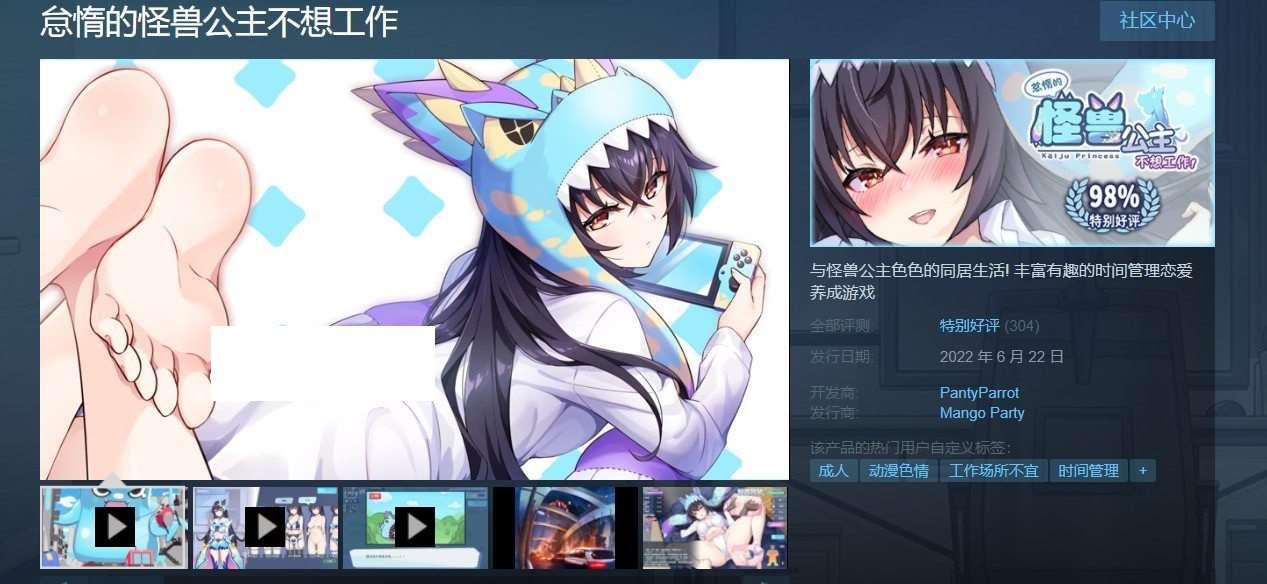 怠惰的怪兽公主不想工作
社区中心
怠惰的
怪兽公主
Kaiju Princess
不想工作!
98%
特别好评
与怪兽公主色色的同居生活! 丰富有趣的时间管理恋爱
养成游戏
全部评测:
特别好评 (304)
发行日期:
2022 年 6 月 22 日
开发商:
PantyParrot
发行商:
Mango Party
该产品的热门用户自定义标签:
成人
动漫色情
工作场所不宜
时间管理
+